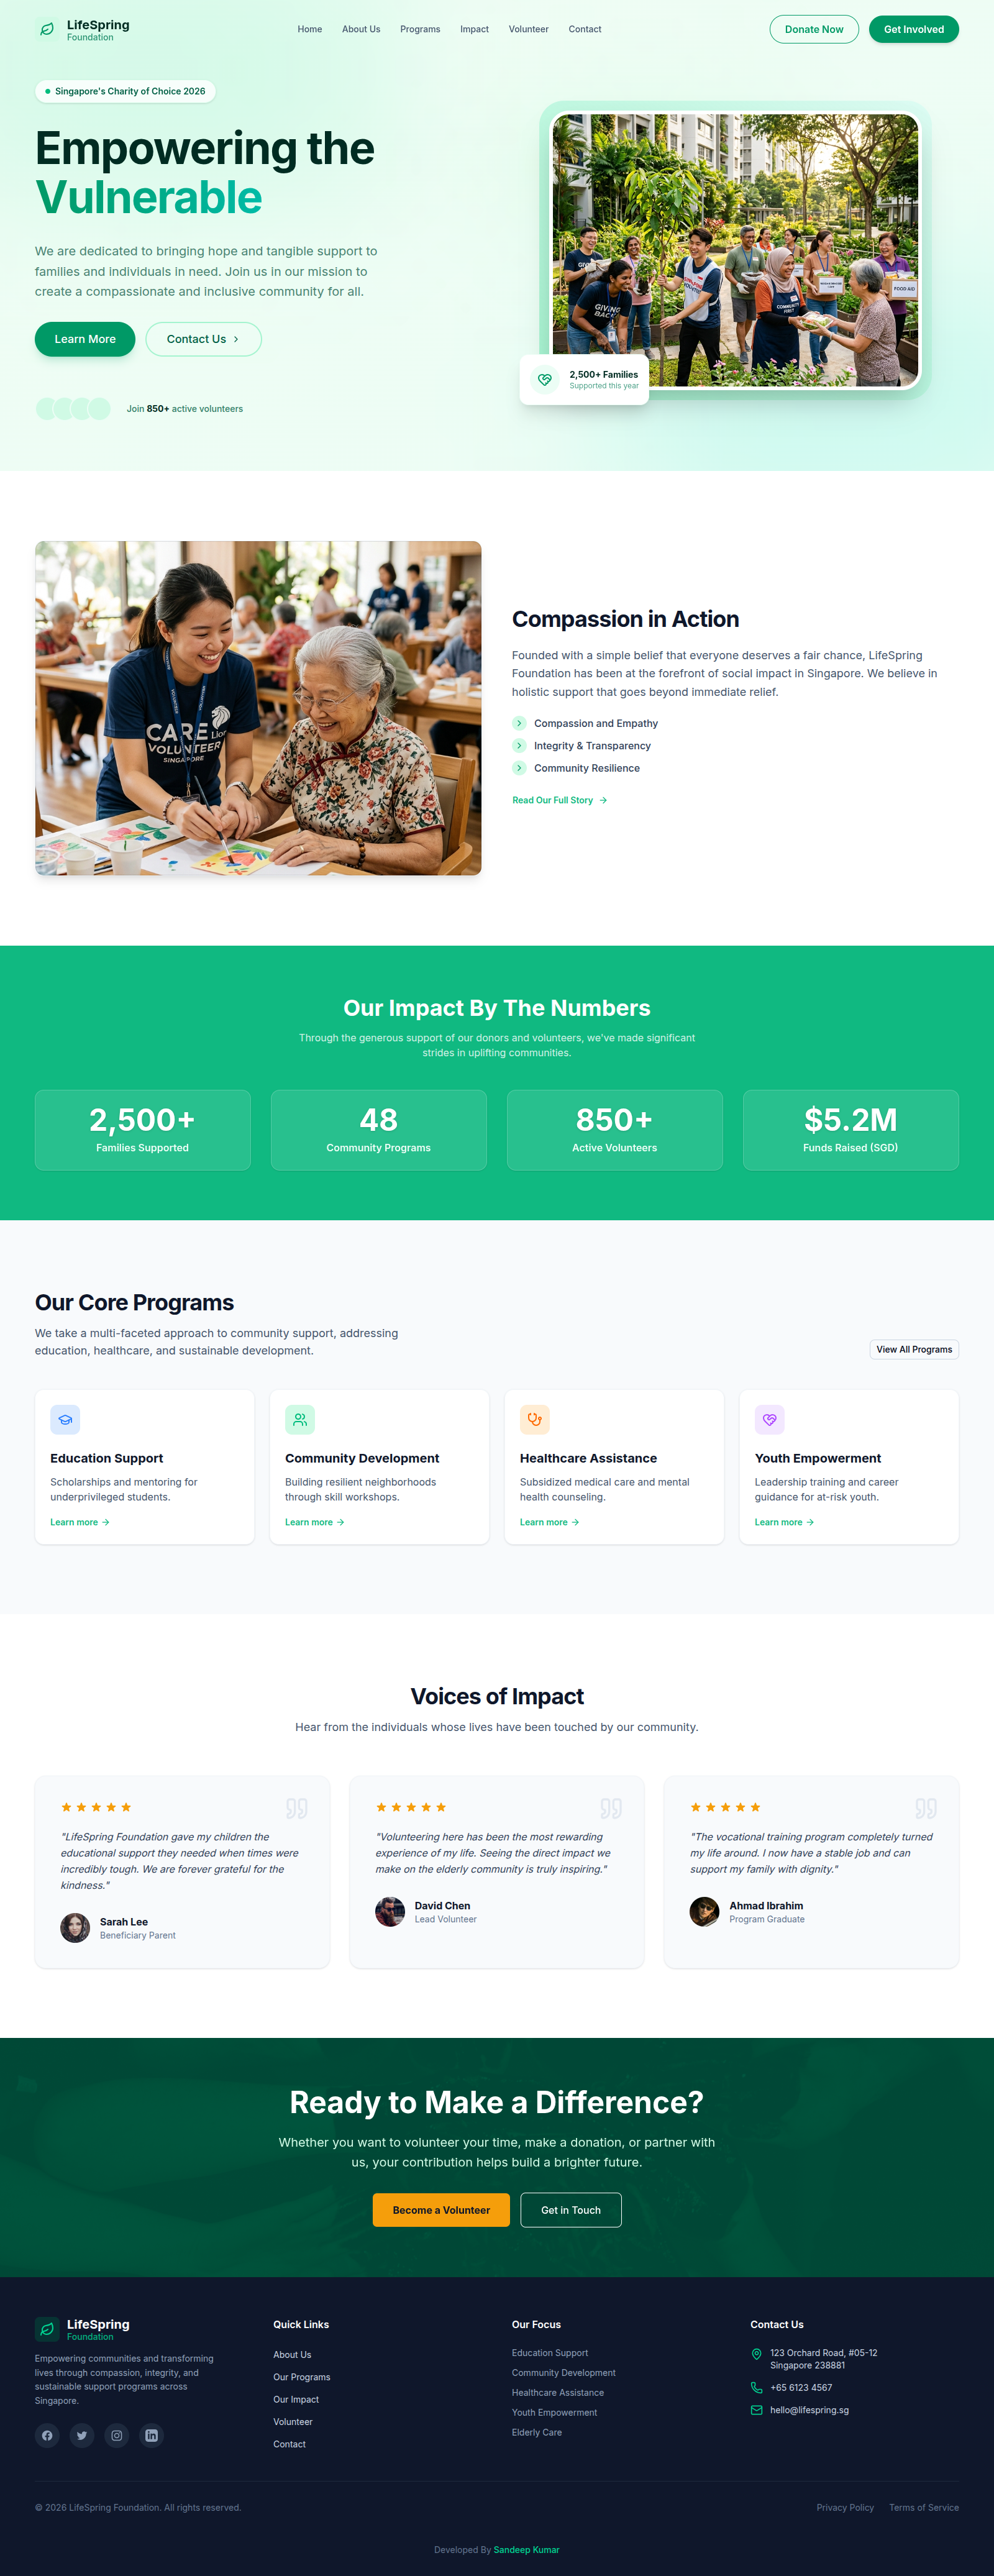 LifeSpring
Foundation
Home
About Us
Programs
Impact
Volunteer
Contact
Donate Now
Get Involved
Singapore's Charity of Choice 2026
Empowering the
Vulnerable
We are dedicated to bringing hope and tangible support to
families and individuals in need. Join us in our mission to
create a compassionate and inclusive community for all.
Learn More
Contact Us
Join 850+ active volunteers
GIVING
BACK
COMMUNITY
FIRST
FOOD AID
2,500+ Families
Supported this year
CARE
VOLUNTEER
SINGAPORE
Compassion in Action
Founded with a simple belief that everyone deserves a fair chance, LifeSpring
Foundation has been at the forefront of social impact in Singapore. We believe in
holistic support that goes beyond immediate relief.
Compassion and Empathy
Integrity & Transparency
Community Resilience
Read Our Full Story
Our Impact By The Numbers
Through the generous support of our donors and volunteers, we've made significant
strides in uplifting communities.
2,500+
Families Supported
48
Community Programs
850+
Active Volunteers
$5.2M
Funds Raised (SGD)
Our Core Programs
We take a multi-faceted approach to community support, addressing
education, healthcare, and sustainable development.
View All Programs
Education Support
Scholarships and mentoring for
underprivileged students.
Learn more
Community Development
Building resilient neighborhoods
through skill workshops.
Learn more
Healthcare Assistance
Subsidized medical care and mental
health counseling.
Learn more
Youth Empowerment
Leadership training and career
guidance for at-risk youth.
Learn more
Voices of Impact
Hear from the individuals whose lives have been touched by our community.
"LifeSpring Foundation gave my children the
educational support they needed when times were
incredibly tough. We are forever grateful for the
kindness."
Sarah Lee
Beneficiary Parent
"Volunteering here has been the most rewarding
experience of my life. Seeing the direct impact we
make on the elderly community is truly inspiring."
David Chen
Lead Volunteer
"The vocational training program completely turned
my life around. I now have a stable job and can
support my family with dignity."
Ahmad Ibrahim
Program Graduate
Ready to Make a Difference?
Whether you want to volunteer your time, make a donation, or partner with
us, your contribution helps build a brighter future.
Become a Volunteer
Get in Touch
LifeSpring
Foundation
Empowering communities and transforming
lives through compassion, integrity, and
sustainable support programs across
Singapore.
Quick Links
About Us
Our Programs
Our Impact
Volunteer
Contact
Our Focus
Education Support
Community Development
Healthcare Assistance
Youth Empowerment
Elderly Care
Contact Us
123 Orchard Road, #05-12
Singapore 238881
+65 6123 4567
hello@lifespring.sg
© 2026 LifeSpring Foundation. All rights reserved.
Privacy Policy
Terms of Service
Developed By Sandeep Kumar